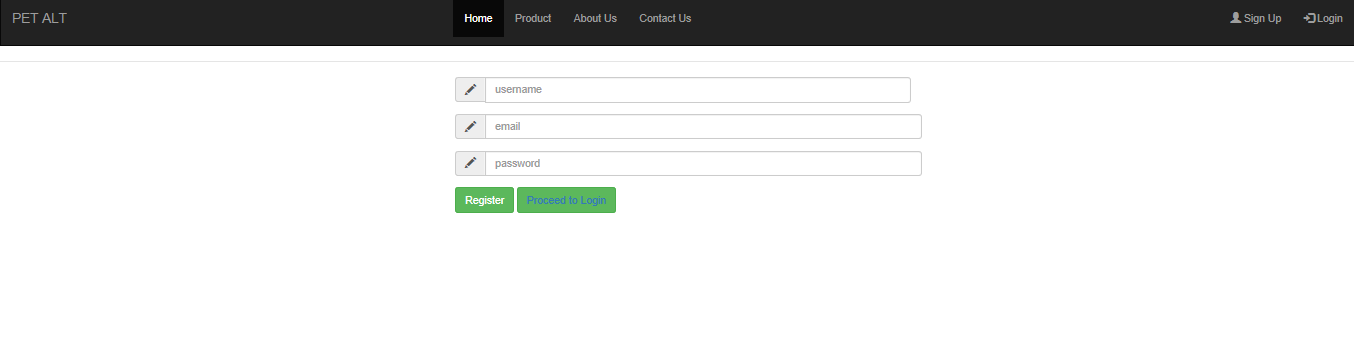 PET ALT Home Product About Us Contact Us Sign Up Login
username
email
password
Register Proceed to Login